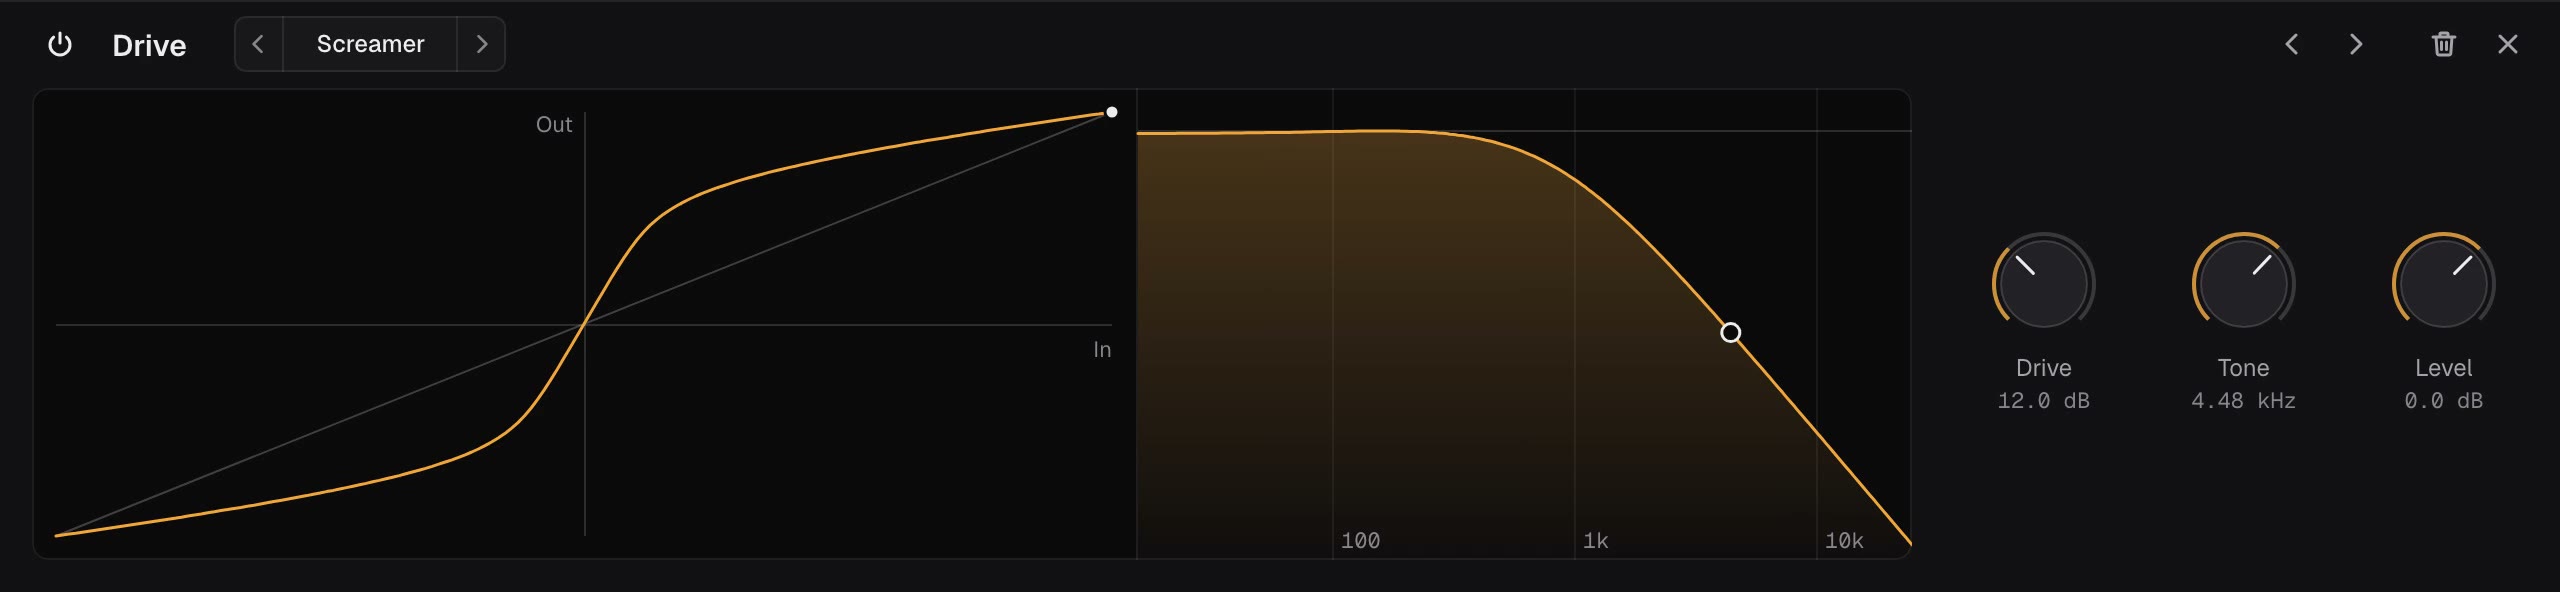 Drive
Screamer
Out
In
100
1k
10k
Drive
12.0 dB
Tone
4.48 kHz
Level
0.0 dB